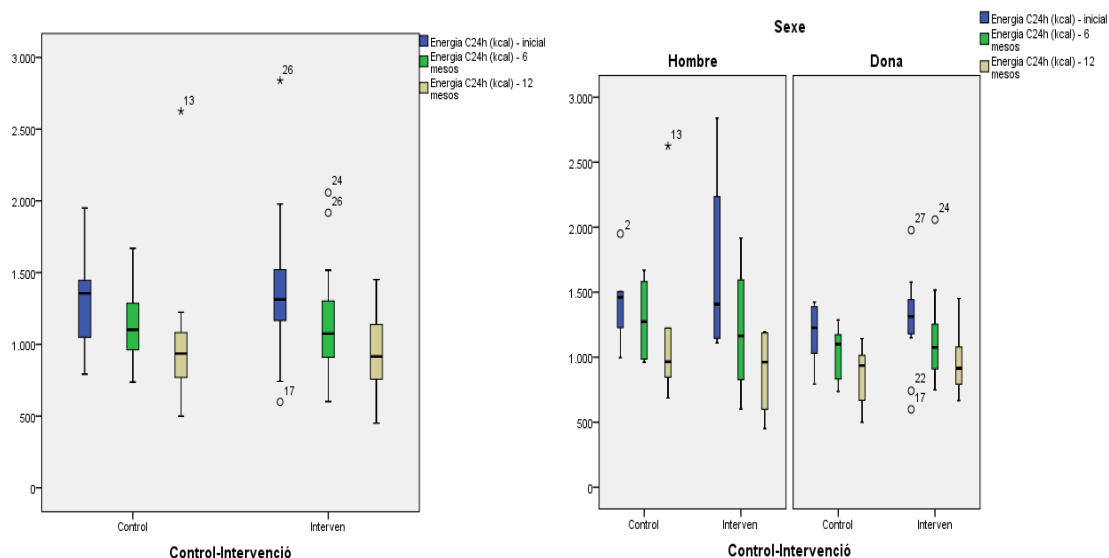 Energia C24h (kcal) - inicial
Energia C24h (kcal) - 6
mesos
Energia C24h (kcal) - 12
mesos
3.000
2.500
2.000
1.500
1.000
500
0
13
26
24
26
17
Control
Interven
Control-Intervenció
Sexe
Hombre
Dona
Energia C24h (kcal) - inicial
Energia C24h (kcal) - 6
mesos
Energia C24h (kcal) - 12
mesos
3.000
2.500
2.000
1.500
1.000
500
0
2
13
27
24
22
17
Control
Interven
Control
Interven
Control-Intervenció